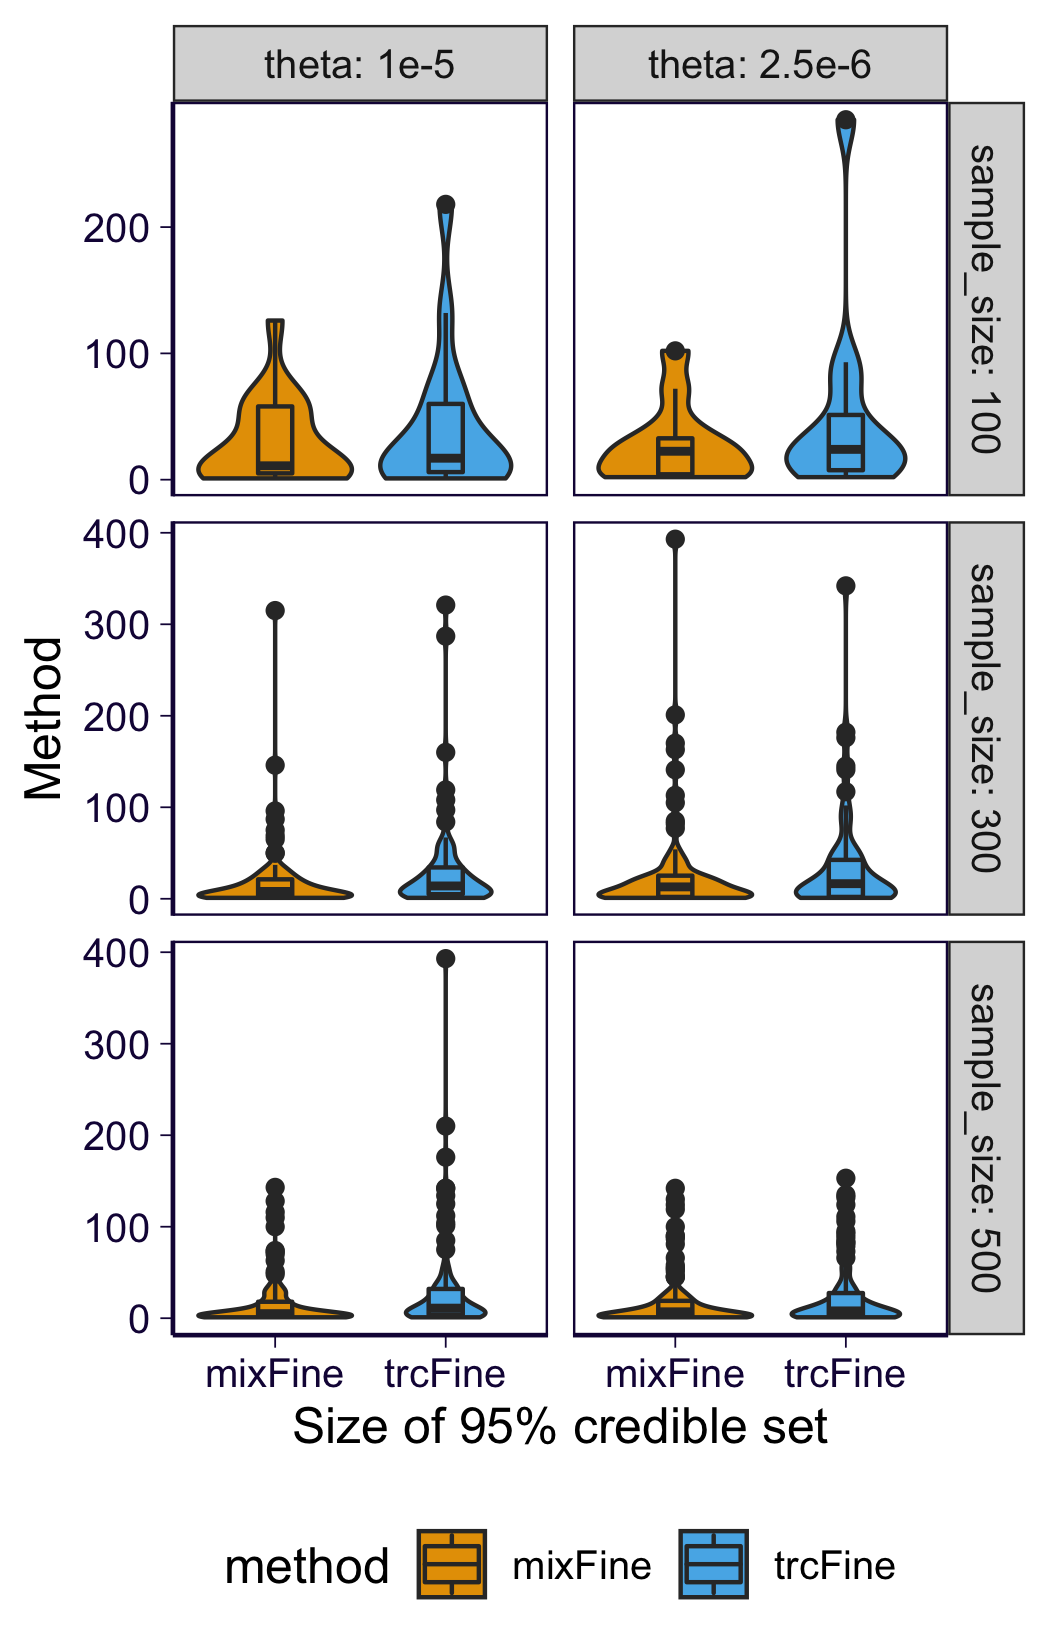 theta: 1e-5
theta: 2.5e-6
200
100
0
sample_size: 100
400
300
200
100
0
sample_size: 300
400
300
200
100
0
sample_size: 500
Method
mixFine
trcFine
mixFine
trcFine
Size of 95% credible set
method
mixFine
trcFine